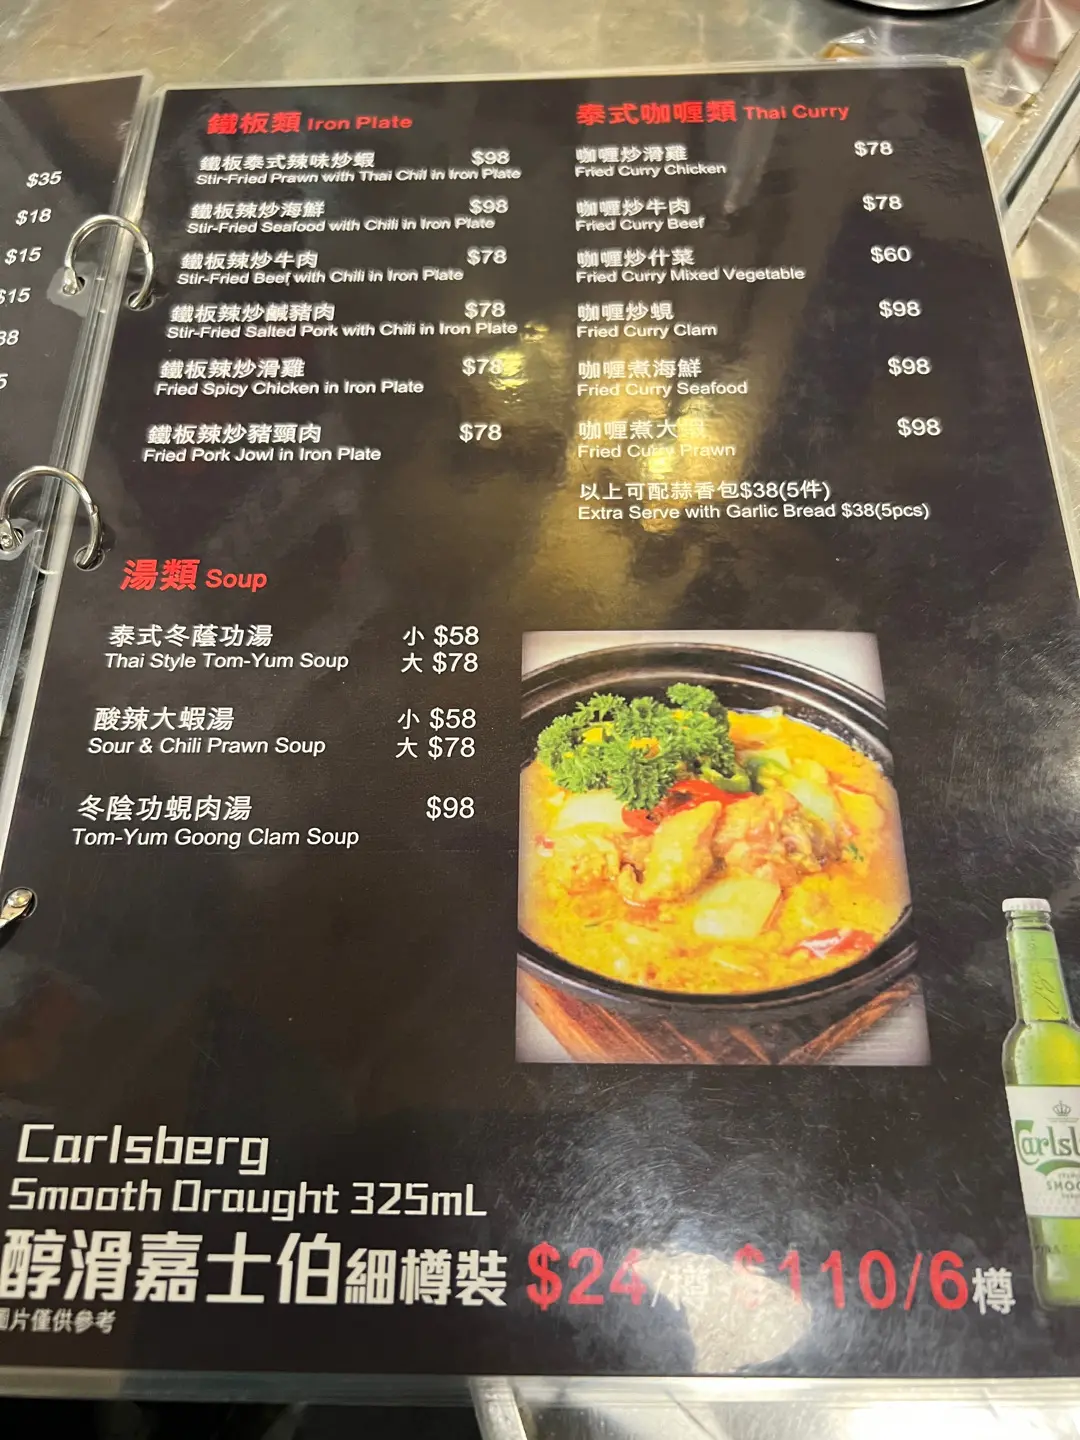 $35
$18
$15
$15
鐵板類 Iron Plate
鐵板泰式辣味炒蝦 $98
Stir-Fried Prawn with Thai Chili in Iron Plate
鐵板辣炒海鮮 $98
Stir-Fried Seafood with Chili in Iron Plate
鐵板辣炒牛肉 $78
Stir-Fried Beef with Chili in Iron Plate
鐵板辣炒鹹豬肉 $78
Stir-Fried Salted Pork with Chili in Iron Plate
鐵板辣炒滑雞 $78
Fried Spicy Chicken in Iron Plate
鐵板辣炒豬頸肉 $78
Fried Pork Jowl in Iron Plate
泰式咖喱類 Thai Curry
咖喱炒滑雞 $78
Fried Curry Chicken
咖喱炒牛肉 $78
Fried Curry Beef
咖喱炒什菜 $60
Fried Curry Mixed Vegetable
咖喱炒蜆 $98
Fried Curry Clam
咖喱煮海鮮 $98
Fried Curry Seafood
咖喱煮大蝦 $98
Fried Curry Prawn
以上可配蒜香包$38(5件)
Extra Serve with Garlic Bread $38(5pcs)
湯類 Soup
泰式冬蔭功湯 小 $58
Thai Style Tom-Yum Soup 大 $78
酸辣大蝦湯 小 $58
Sour & Chili Prawn Soup 大 $78
冬陰功蜆肉湯 $98
Tom-Yum Goong Clam Soup
Carlsberg
Smooth Draught 325mL
醇滑嘉士伯細樽裝 $24/樽 $110/6樽
圖片僅供參考